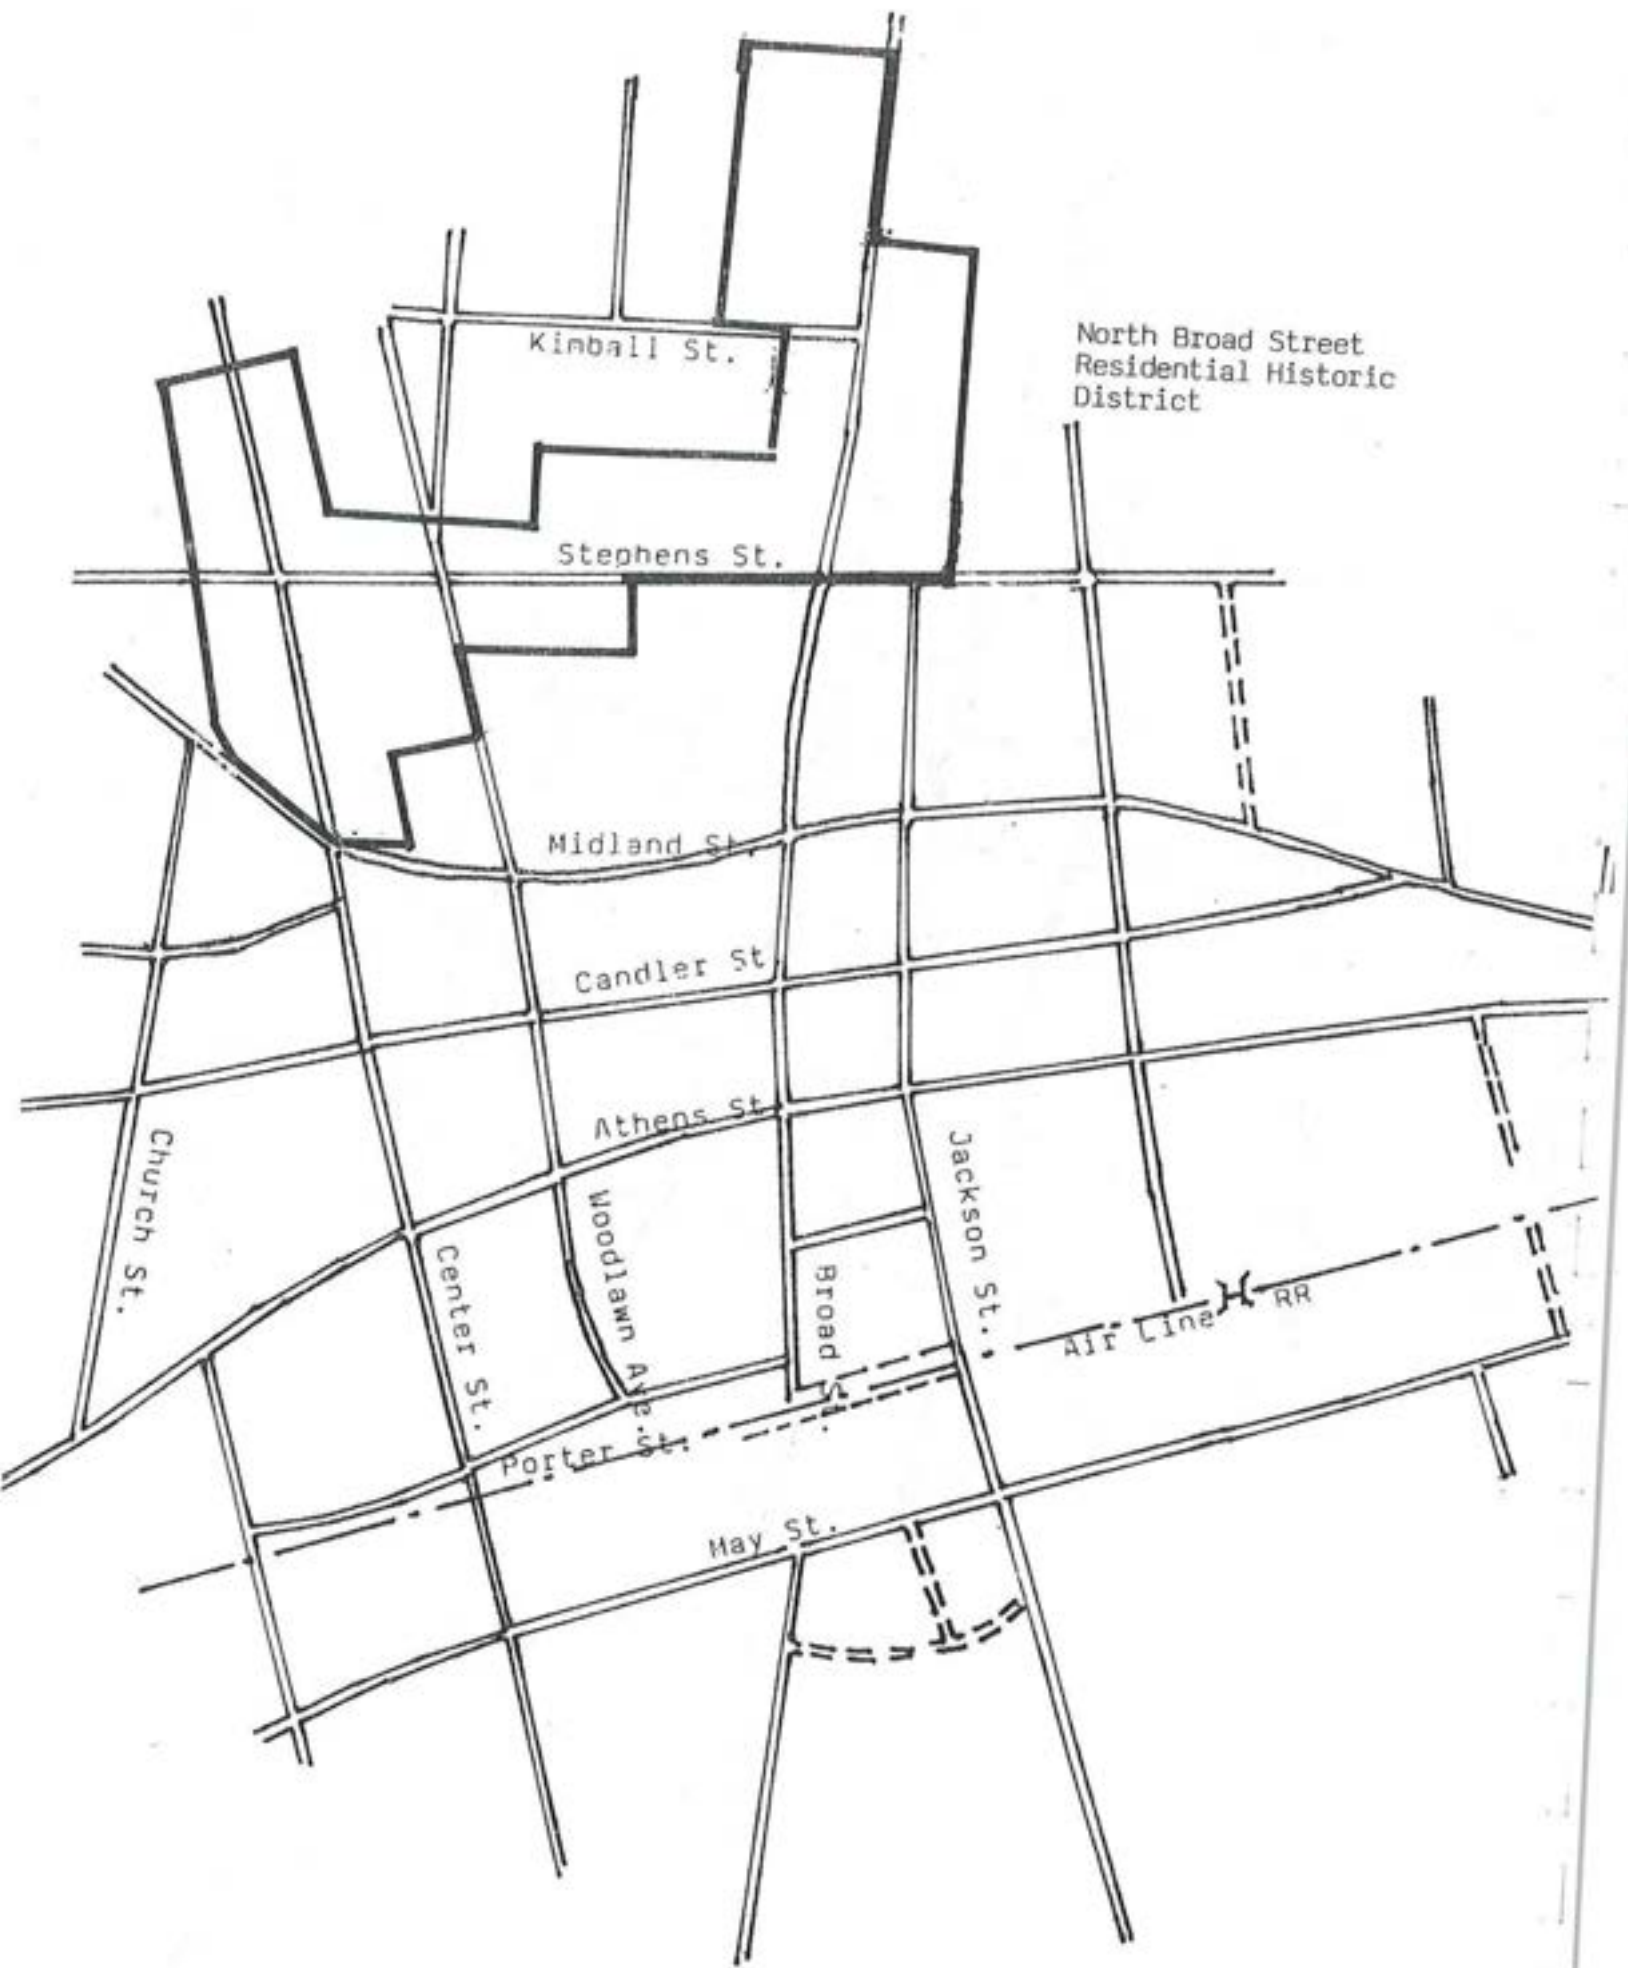 Kimball St.
North Broad Street
Residential Historic
District
Stephens St.
Midland St.
Candler St
Athens St
Church St.
Jackson St.
Woodlawn Ave.
Center St.
Broad St.
RR
Air Line
Porter St.
May St.